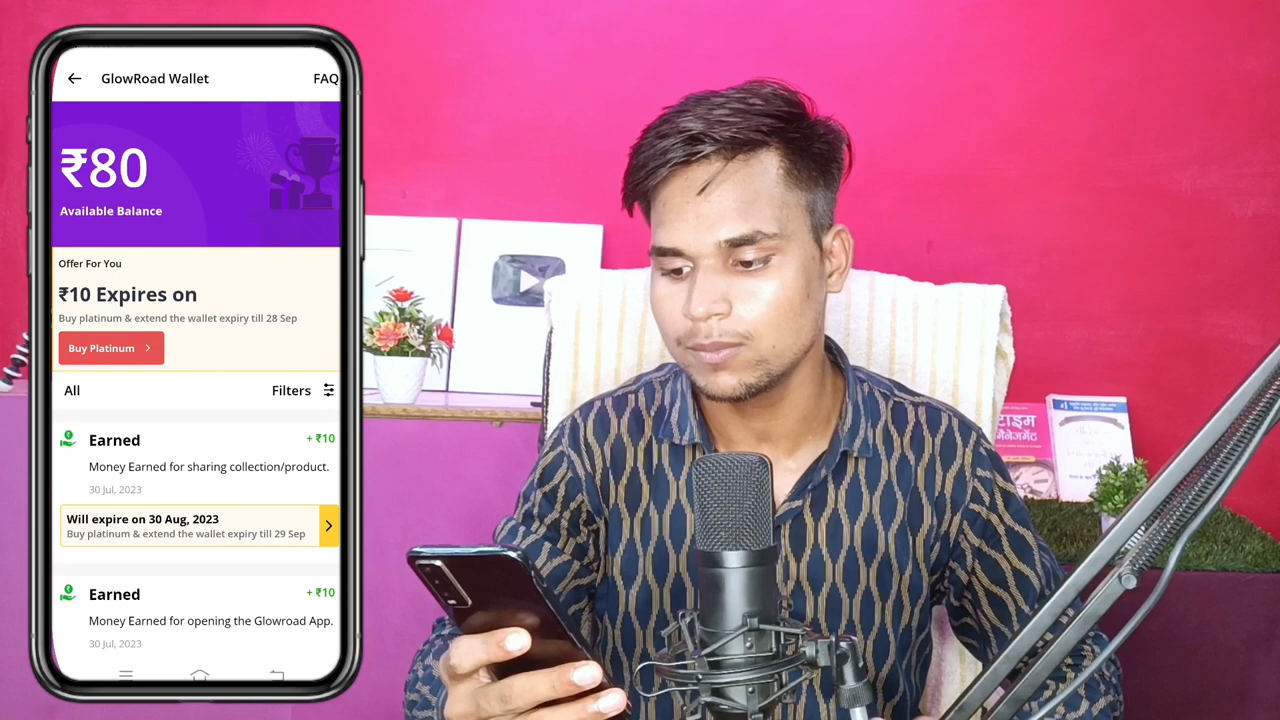 GlowRoad Wallet
FAQ
₹80
Available Balance
Offer For You
₹10 Expires on
Buy platinum & extend the wallet expiry till 28 Sep
Buy Platinum
All
Filters
Earned
+ ₹10
Money Earned for sharing collection/product.
30 Jul, 2023
Will expire on 30 Aug, 2023
Buy platinum & extend the wallet expiry till 29 Sep
Earned
+ ₹10
Money Earned for opening the Glowroad App.
30 Jul, 2023
टाइम
मैनेजमेंट